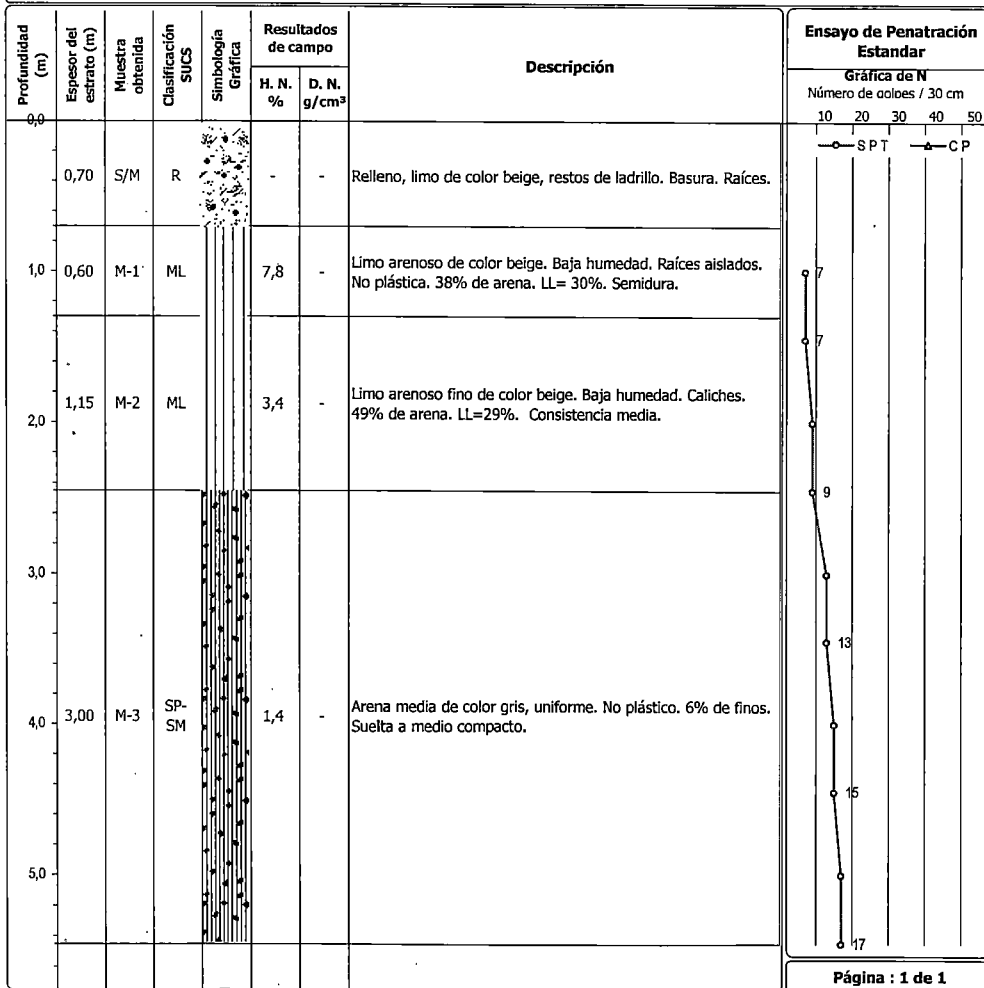 Profundidad (m)
Espesor del estrato (m)
Muestra obtenida
Clasificación SUCS
Simbología Gráfica
Resultados de campo
H. N. %
D. N. g/cm³
Descripción
Ensayo de Penatración Estandar
Gráfica de N
Número de golpes / 30 cm
10 20 30 40 50
SPT CP
0,0
0,70 S/M R - - Relleno, limo de color beige, restos de ladrillo. Basura. Raíces.
1,0 0,60 M-1 ML 7,8 - Limo arenoso de color beige. Baja humedad. Raíces aislados.
No plástica. 38% de arena. LL= 30%. Semidura.
7
7
1,15 M-2 ML 3,4 - Limo arenoso fino de color beige. Baja humedad. Caliches.
49% de arena. LL=29%. Consistencia media.
2,0
9
3,0
13
4,0 3,00 M-3 SP-SM 1,4 - Arena media de color gris, uniforme. No plástico. 6% de finos.
Suelta a medio compacto.
15
5,0
17
Página : 1 de 1